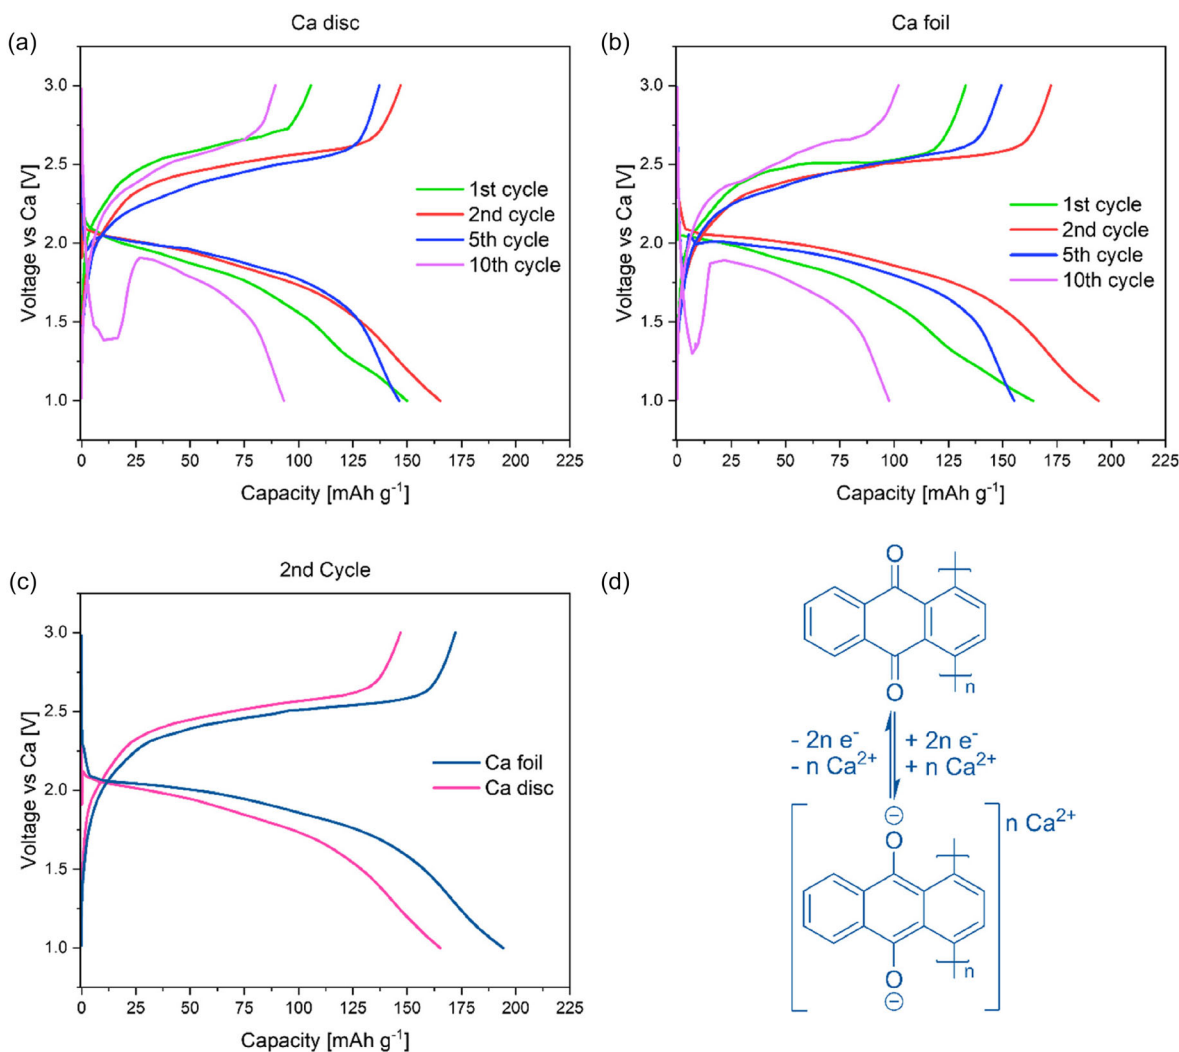 (a)
Ca disc
3.0
2.5
2.0
1.5
1.0
Voltage vs Ca [V]
1st cycle
2nd cycle
5th cycle
10th cycle
0 25 50 75 100 125 150 175 200 225
Capacity [mAh g⁻¹]
(b)
Ca foil
3.0
2.5
2.0
1.5
1.0
Voltage vs Ca [V]
1st cycle
2nd cycle
5th cycle
10th cycle
0 25 50 75 100 125 150 175 200 225
Capacity [mAh g⁻¹]
(c)
2nd Cycle
3.0
2.5
2.0
1.5
1.0
Voltage vs Ca [V]
Ca foil
Ca disc
0 25 50 75 100 125 150 175 200 225
Capacity [mAh g⁻¹]
(d)
O
n
O
- 2n e⁻ + 2n e⁻
- n Ca²⁺ + n Ca²⁺
⊖
n Ca²⁺
O
n
O
⊖